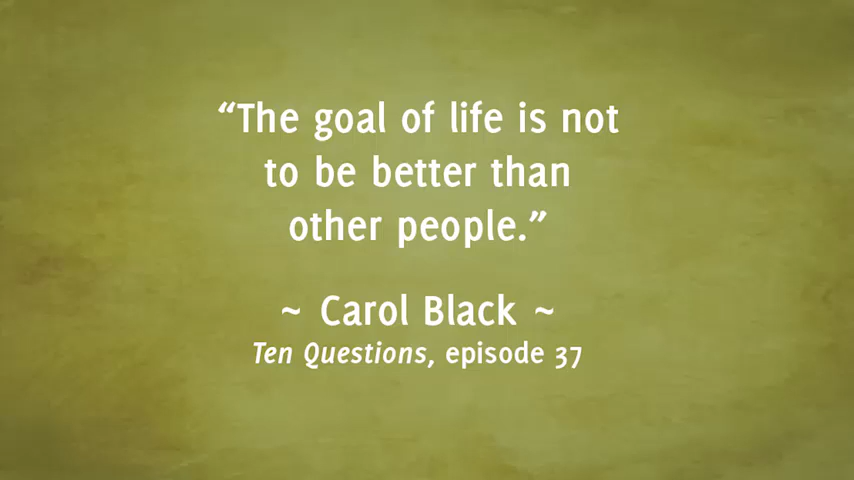 “The goal of life is not
to be better than
other people.”
~ Carol Black ~
Ten Questions, episode 37